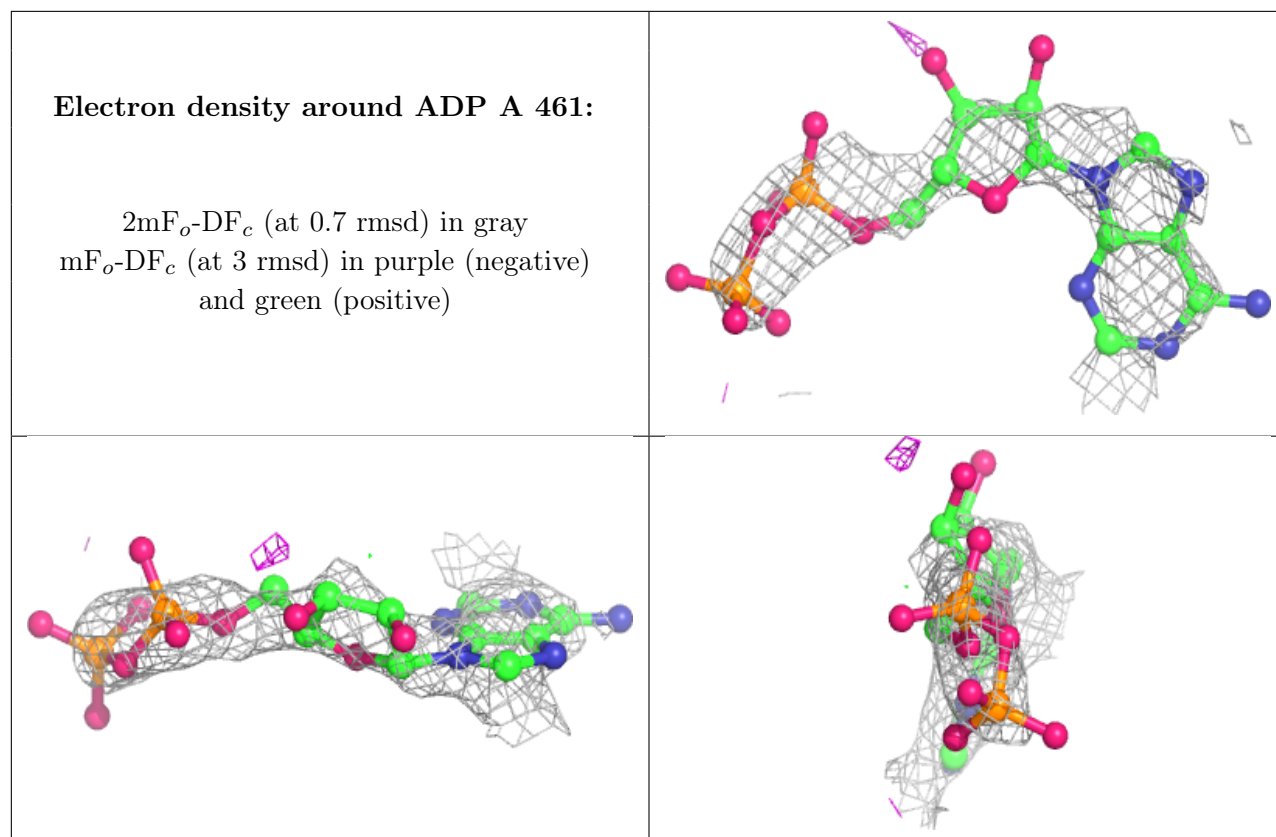 Electron density around ADP A 461:
2mFo-DFc (at 0.7 rmsd) in gray
mFo-DFc (at 3 rmsd) in purple (negative)
and green (positive)